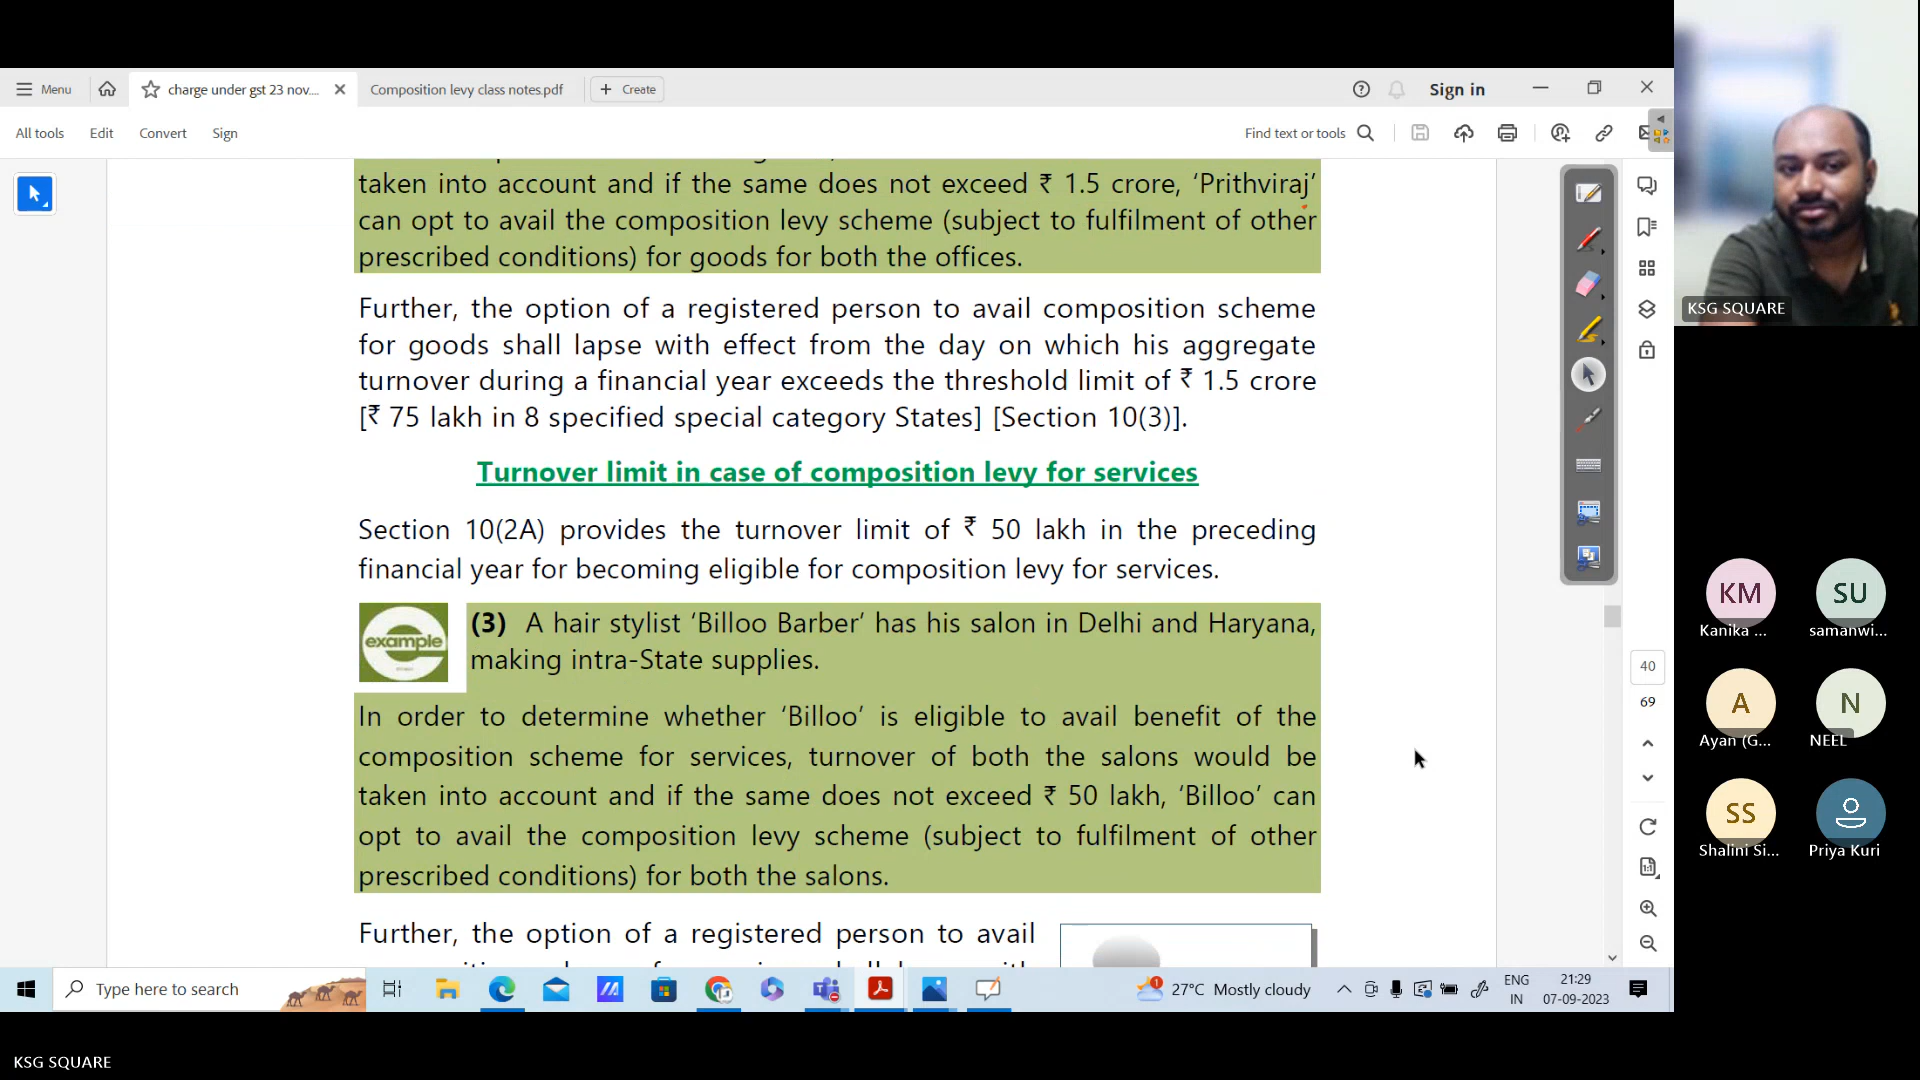 Menu
charge under gst 23 nov....
Composition levy class notes.pdf
Create
Sign in
All tools
Edit
Convert
Sign
Find text or tools
taken into account and if the same does not exceed ₹ 1.5 crore, ‘Prithviraj’
can opt to avail the composition levy scheme (subject to fulfilment of other
prescribed conditions) for goods for both the offices.
Further, the option of a registered person to avail composition scheme
for goods shall lapse with effect from the day on which his aggregate
turnover during a financial year exceeds the threshold limit of ₹ 1.5 crore
[₹ 75 lakh in 8 specified special category States] [Section 10(3)].
Turnover limit in case of composition levy for services
Section 10(2A) provides the turnover limit of ₹ 50 lakh in the preceding
financial year for becoming eligible for composition levy for services.
example
(3) A hair stylist ‘Billoo Barber’ has his salon in Delhi and Haryana,
making intra-State supplies.
In order to determine whether ‘Billoo’ is eligible to avail benefit of the
composition scheme for services, turnover of both the salons would be
taken into account and if the same does not exceed ₹ 50 lakh, ‘Billoo’ can
opt to avail the composition levy scheme (subject to fulfilment of other
prescribed conditions) for both the salons.
Further, the option of a registered person to avail
40
69
KSG SQUARE
KM
Kanika ...
SU
samanwi...
A
Ayan (G...
N
NEEL
SS
Shalini Si...
Priya Kuri
Type here to search
27°C Mostly cloudy
ENG
IN
21:29
07-09-2023
KSG SQUARE